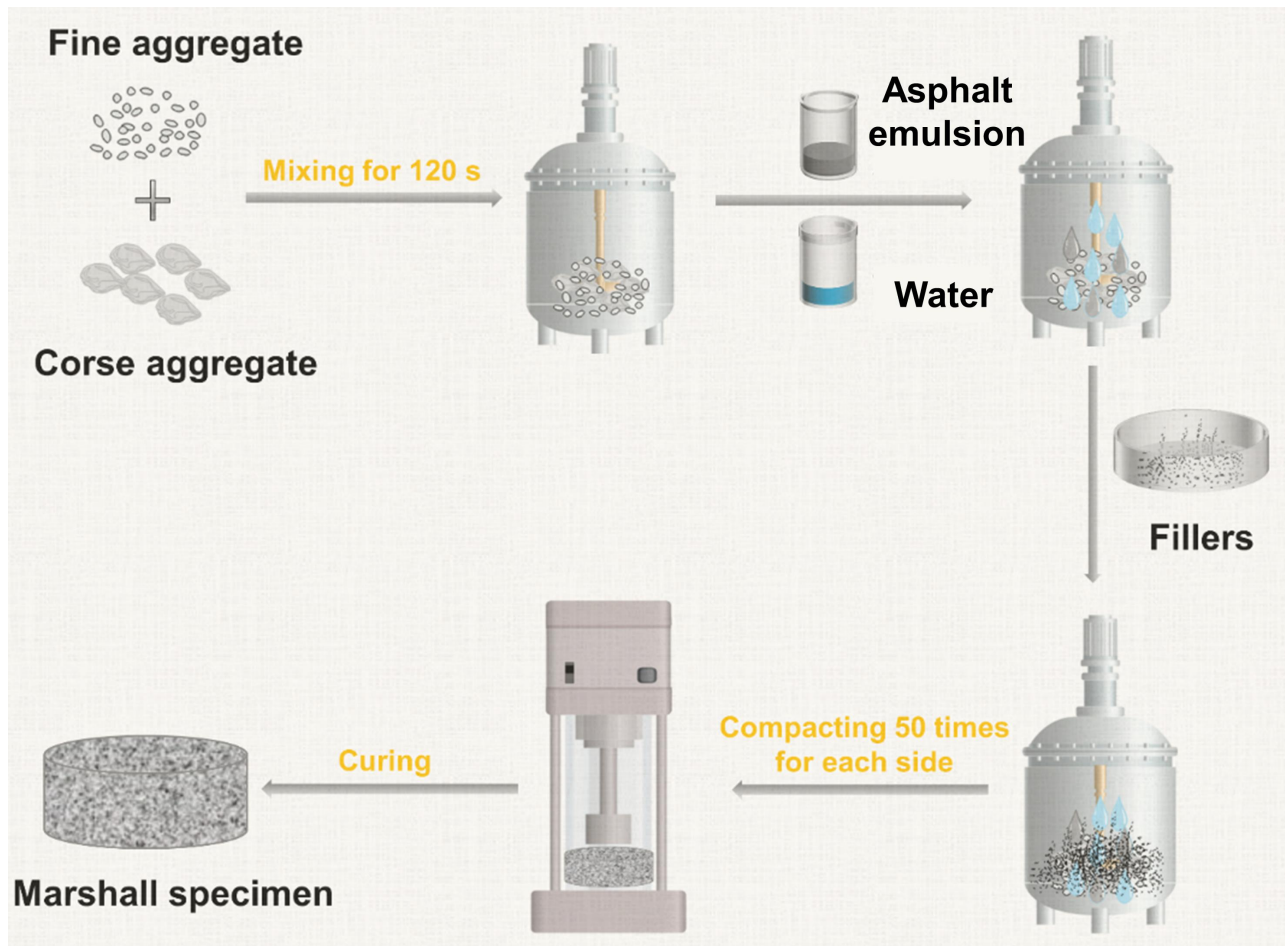 Fine aggregate
Mixing for 120 s
Corse aggregate
Asphalt
emulsion
Water
Fillers
Compacting 50 times
for each side
Curing
Marshall specimen